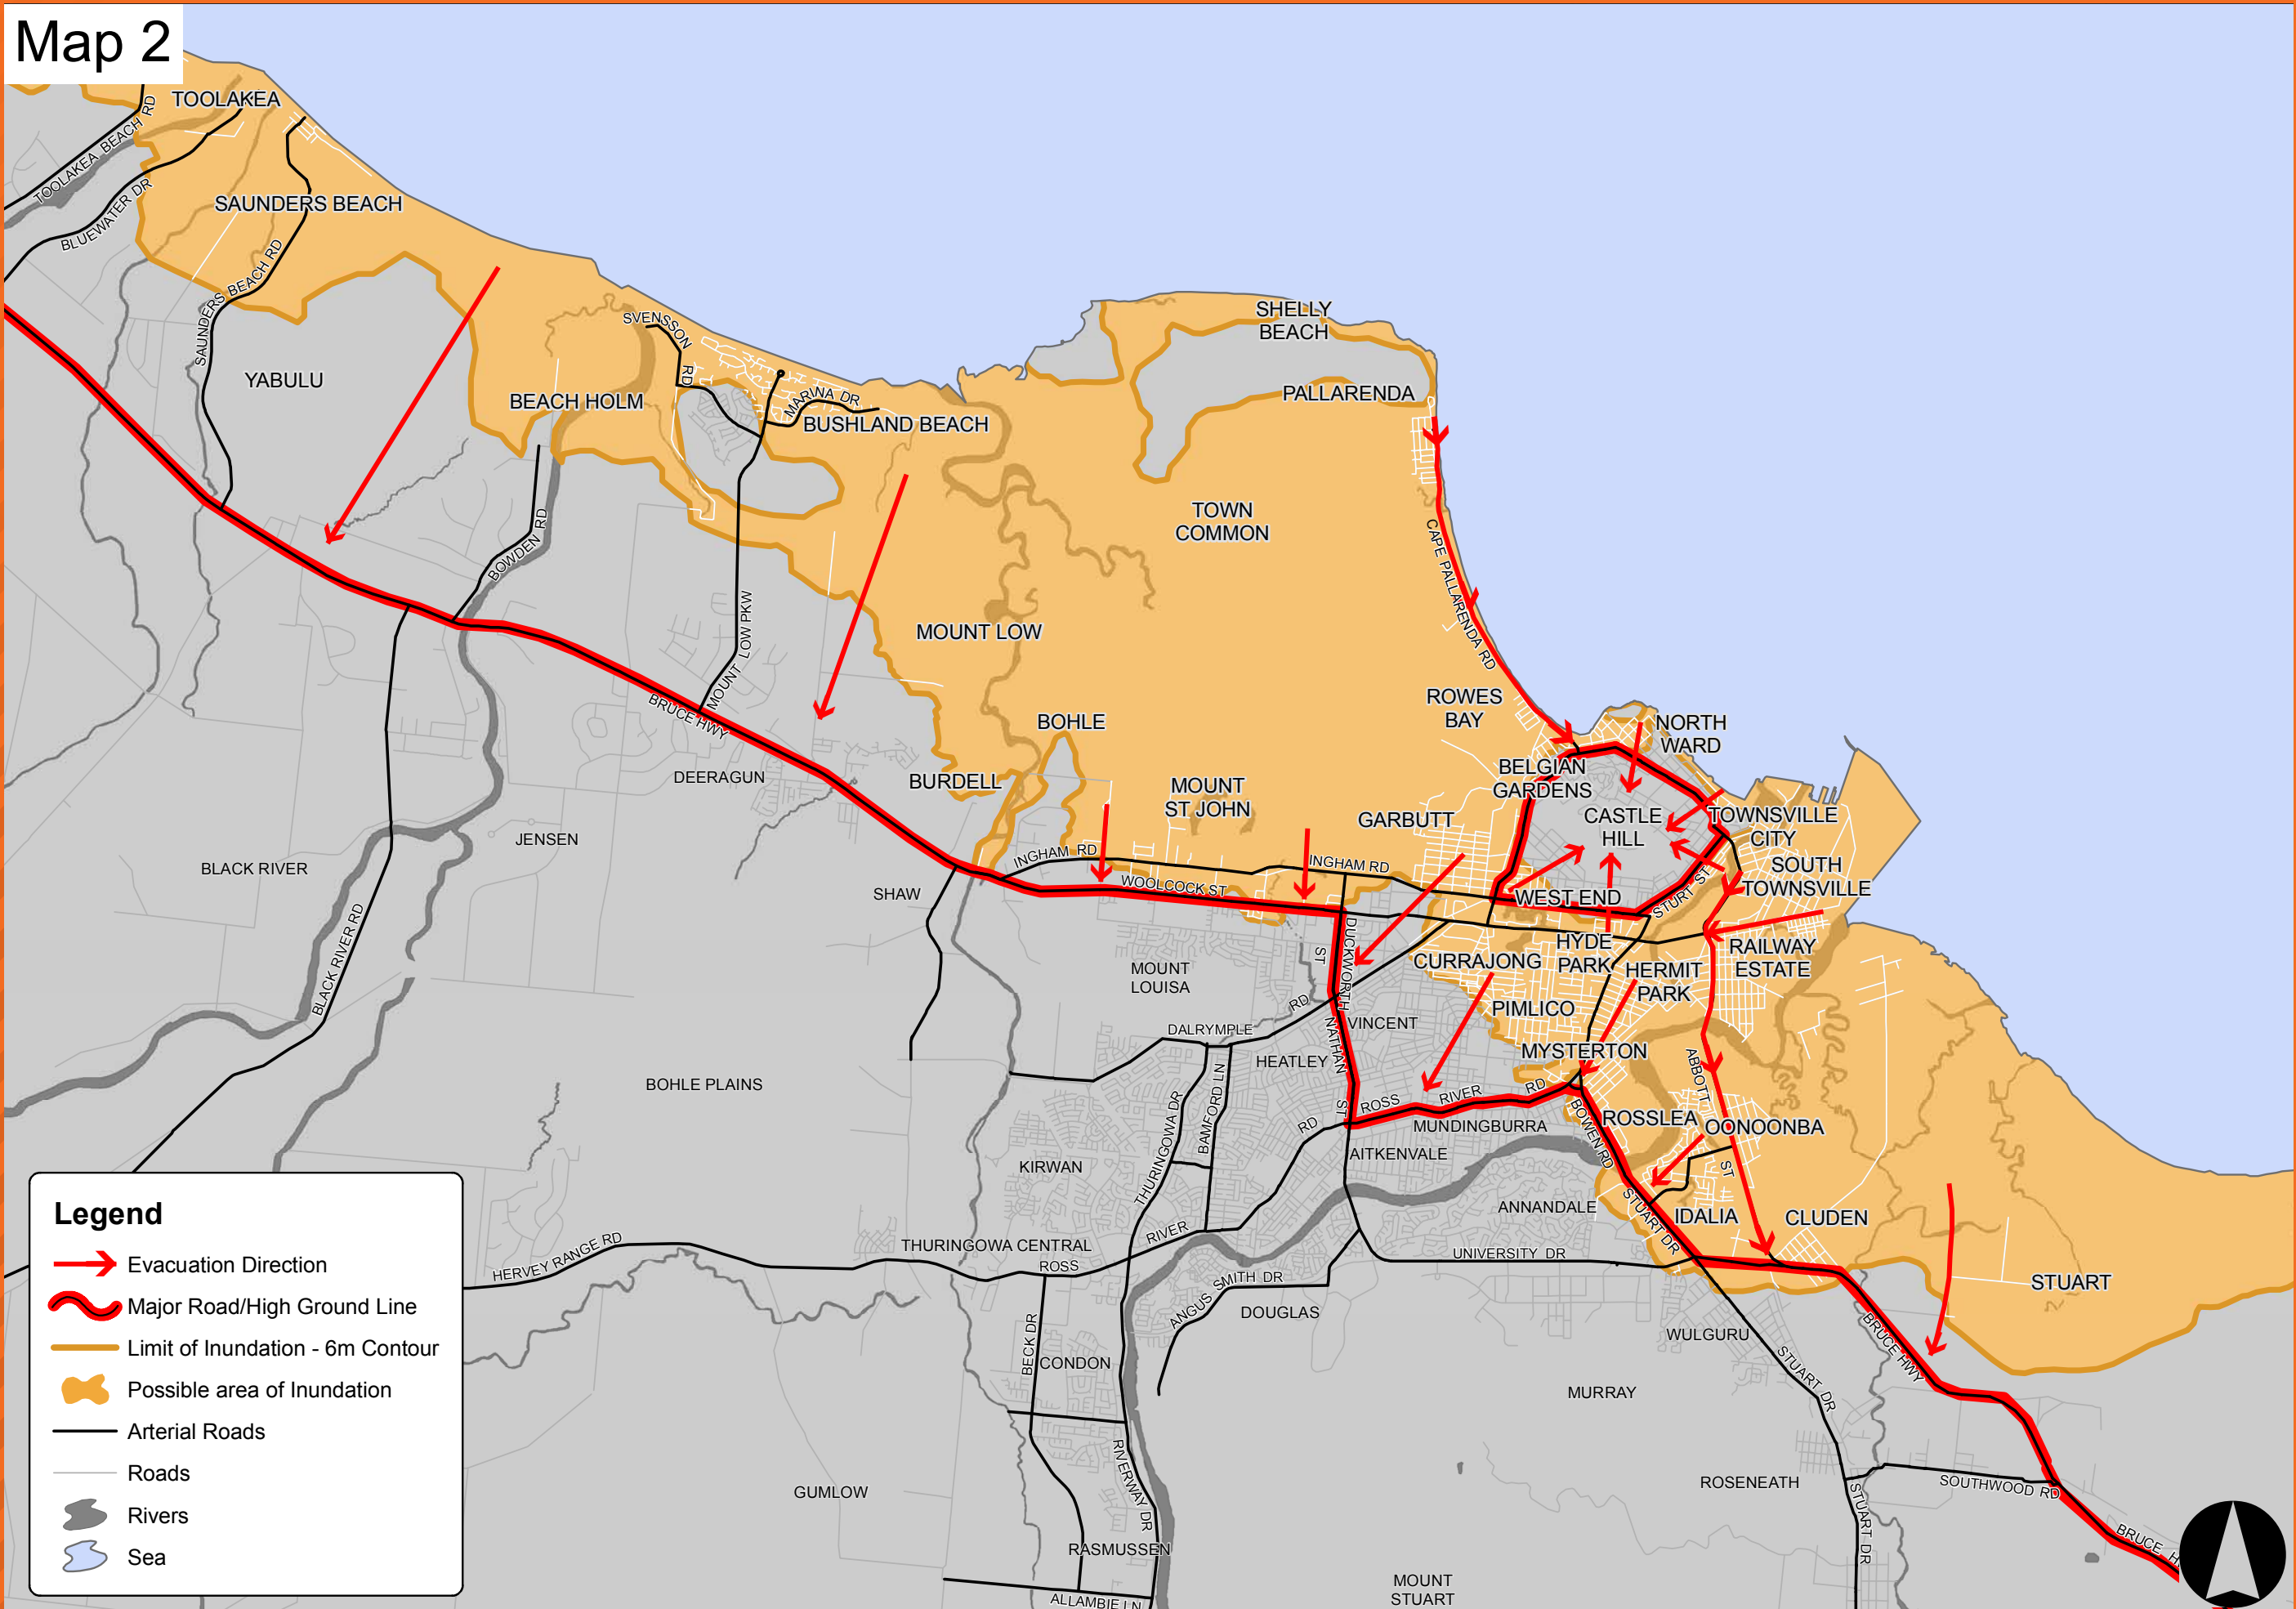 Map 2
TOOLAKEA
TOOLAKEA BEACH RD
BLUEWATER DR
SAUNDERS BEACH
SAUNDERS BEACH RD
YABULU
SVENSSON
RD
BEACH HOLM
MARINA DR
BUSHLAND BEACH
SHELLY
BEACH
PALLARENDA
TOWN
COMMON
CAPE PALLARENDA RD
BOWDEN RD
MOUNT LOW PKW
MOUNT LOW
BRUCE HWY
ROWES
BAY
NORTH
WARD
BOHLE
DEERAGUN
BURDELL
MOUNT
ST JOHN
BELGIAN
GARDENS
GARBUTT
CASTLE
HILL
TOWNSVILLE
CITY
JENSEN
BLACK RIVER
INGHAM RD
INGHAM RD
SOUTH
TOWNSVILLE
SHAW
WOOLCOCK ST
WEST END
STURT ST
BLACK RIVER RD
DUCKWORTH
ST
MOUNT
LOUISA
CURRAJONG
HYDE
PARK
HERMIT
PARK
RAILWAY
ESTATE
RD
DALRYMPLE
VINCENT
PIMLICO
NATHAN
ST
HEATLEY
MYSTERTON
ABBOTT
ST
BOHLE PLAINS
THURINGOWA DR
BAMFORD LN
ROSS
RIVER
RD
RD
MUNDINGBURRA
BOWEN RD
ROSSLEA
OONOONBA
AITKENVALE
KIRWAN
ANNANDALE
STUART DR
IDALIA
CLUDEN
HERVEY RANGE RD
THURINGOWA CENTRAL
RIVER
ROSS
UNIVERSITY DR
ANGUS SMITH DR
DOUGLAS
STUART
BECK DR
CONDON
WULGURU
BRUCE HWY
STUART DR
MURRAY
RIVERWAY DR
GUMLOW
ROSENEATH
SOUTHWOOD RD
STUART DR
BRUCE
RASMUSSEN
ALLAMBIE LN
MOUNT
STUART
Legend
Evacuation Direction
Major Road/High Ground Line
Limit of Inundation - 6m Contour
Possible area of Inundation
Arterial Roads
Roads
Rivers
Sea